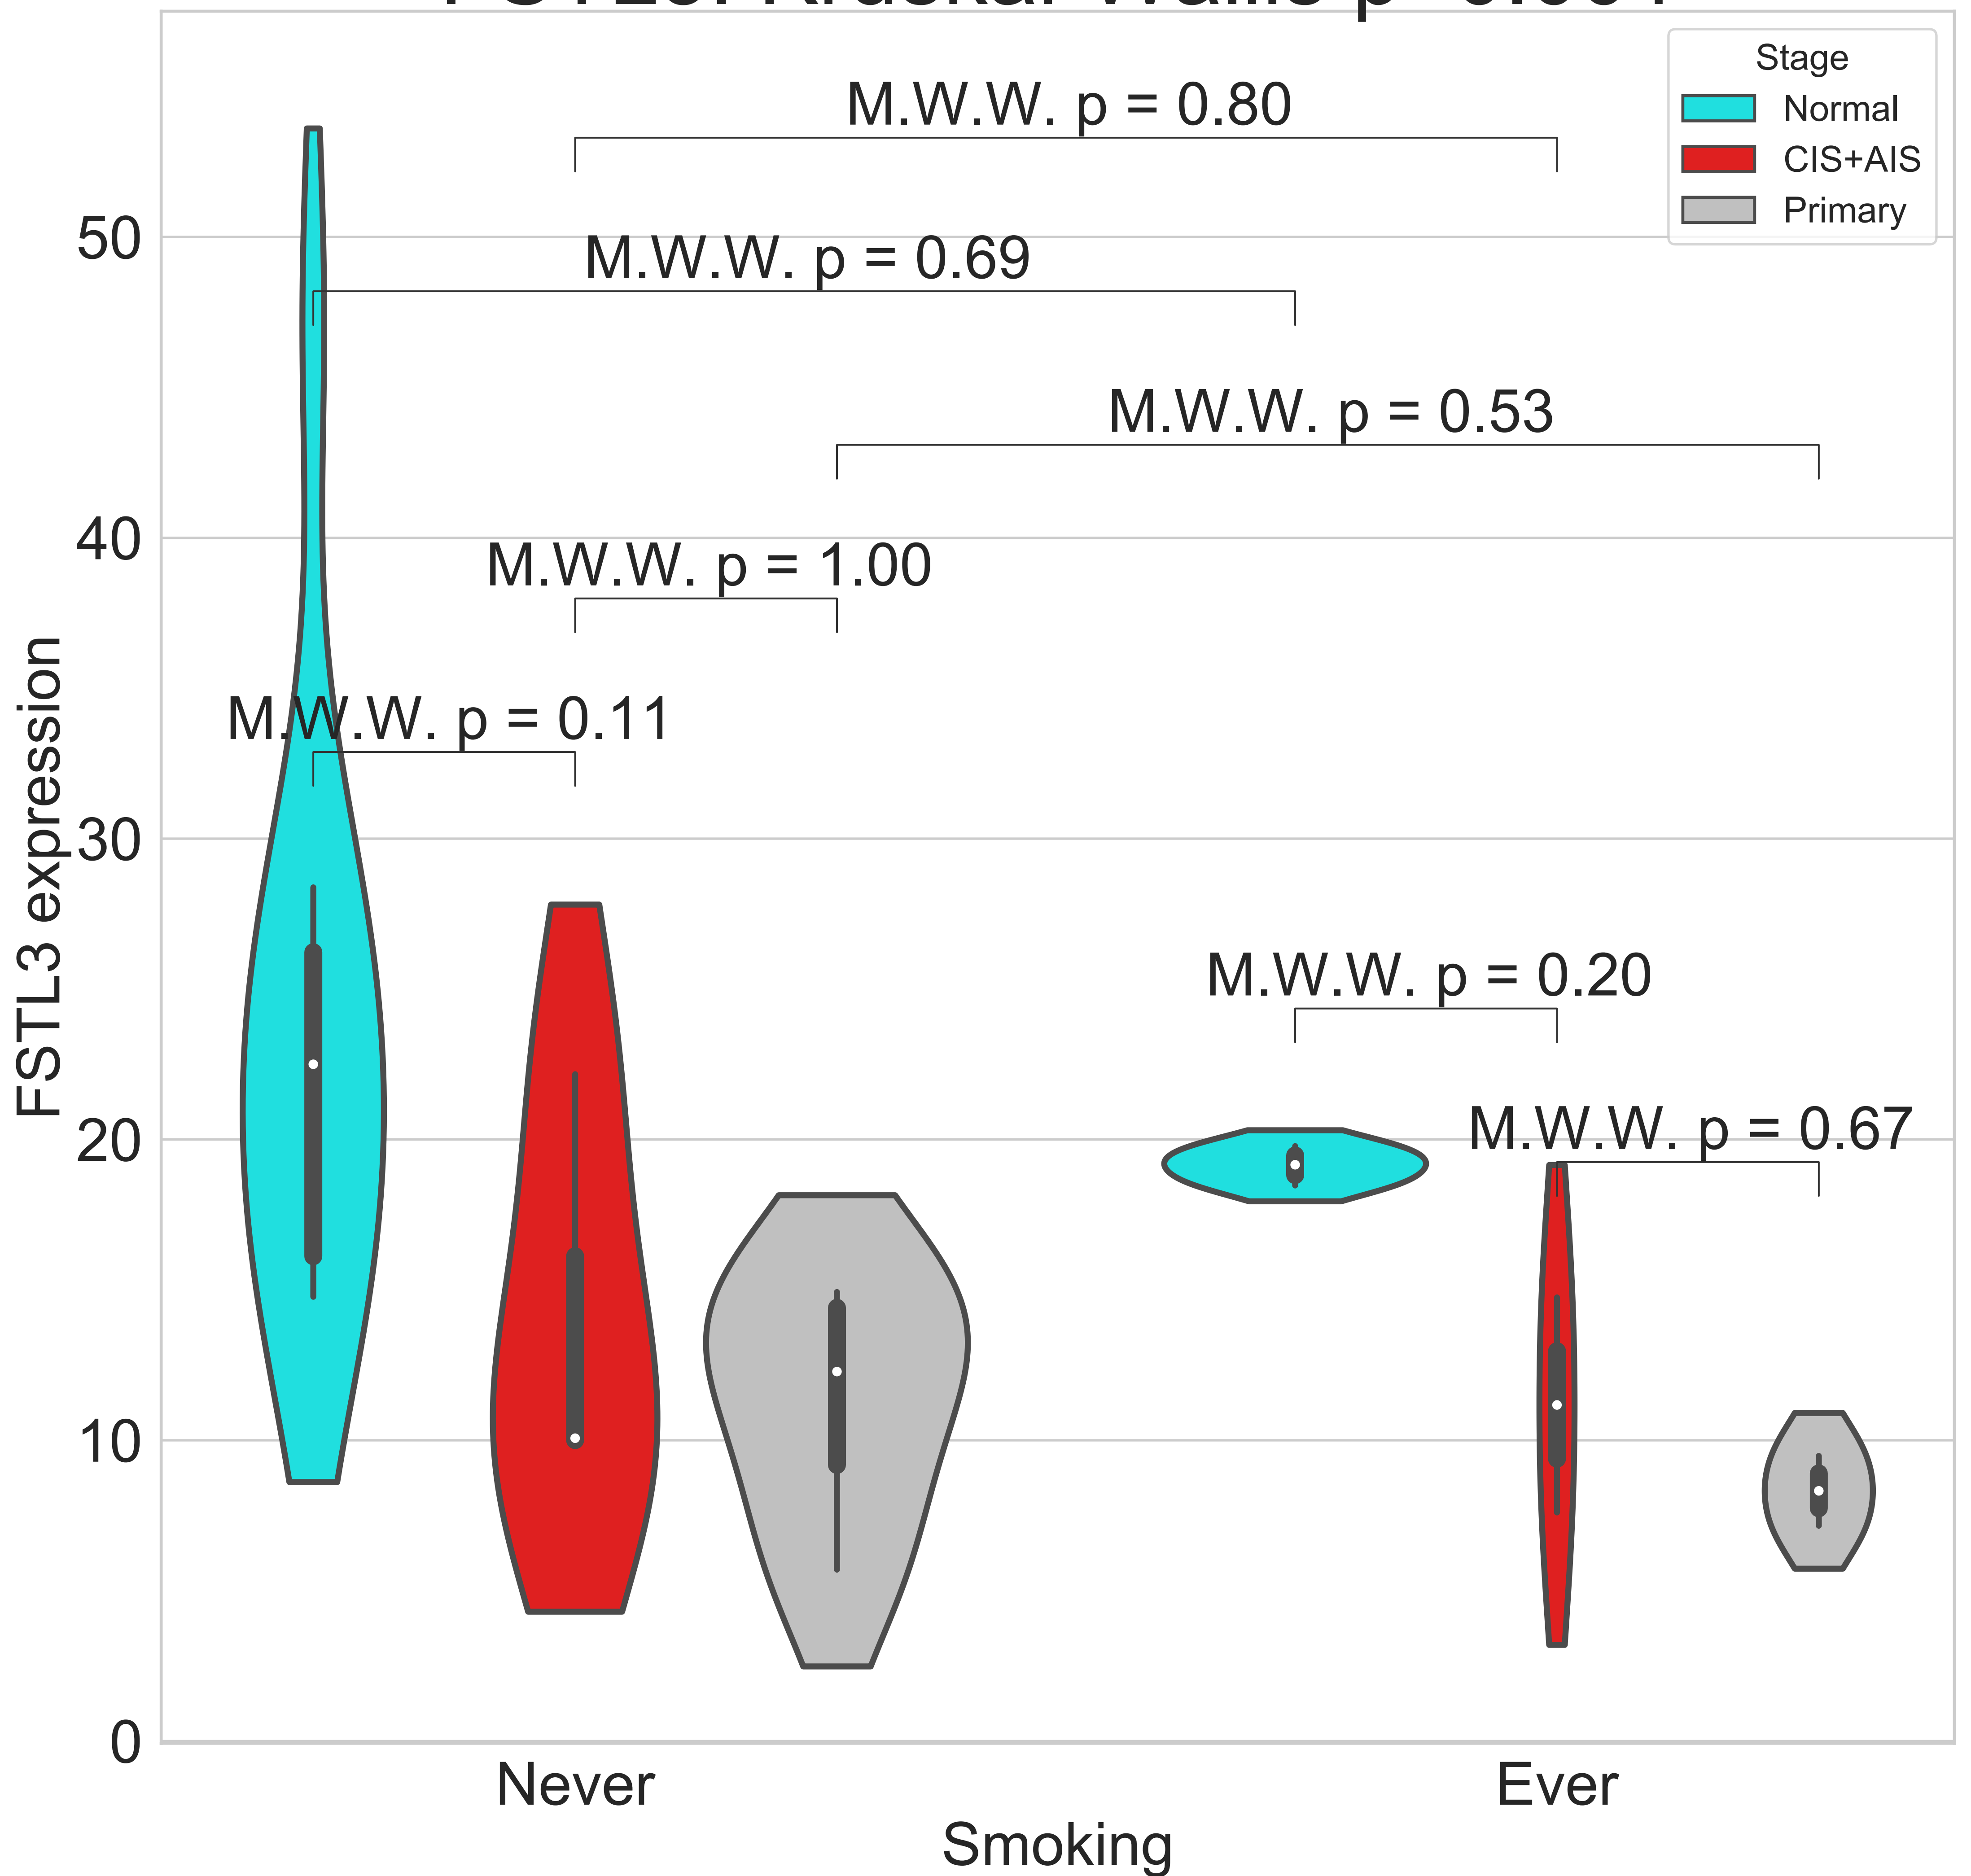 Stage
Normal
CIS+AIS
Primary
M.W.W. p = 0.80
M.W.W. p = 0.69
M.W.W. p = 0.53
M.W.W. p = 1.00
M.W.W. p = 0.11
M.W.W. p = 0.20
M.W.W. p = 0.67
FSTL3 expression
50
40
30
20
10
0
Never
Ever
Smoking